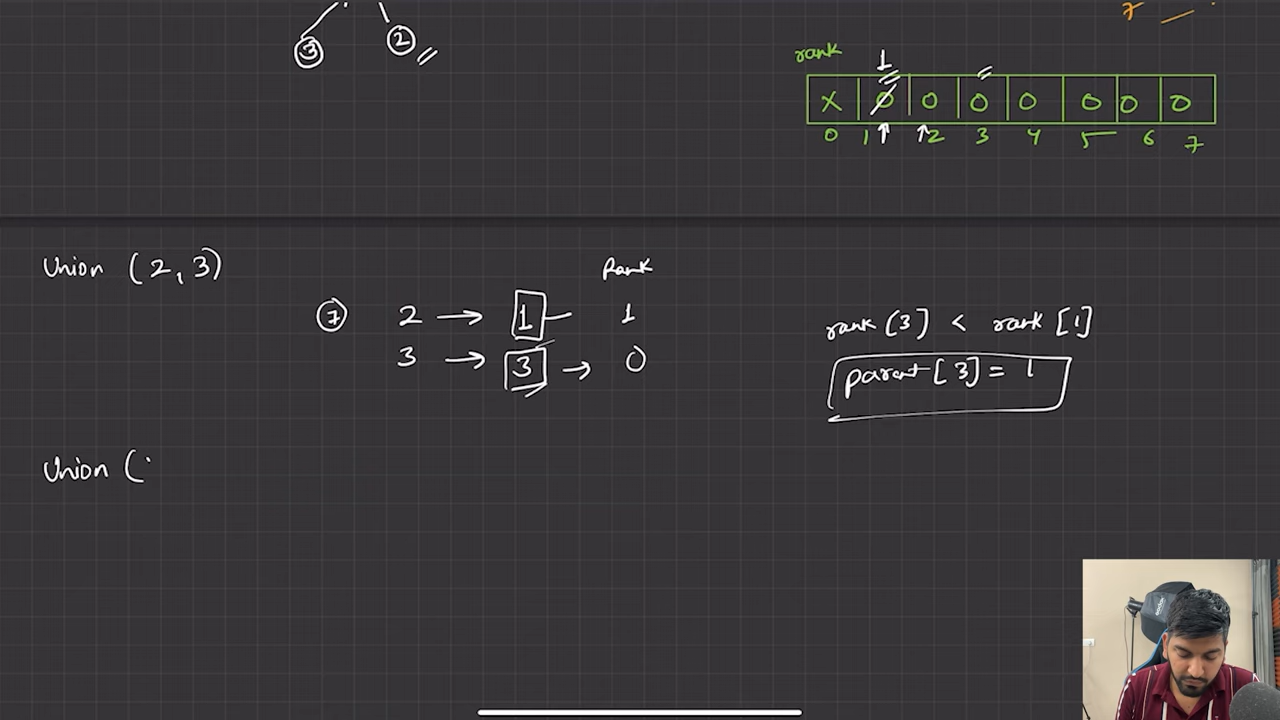 3 2
7
rank
1
X 0 0 0 0 0 0 0
0 1 2 3 4 5 6 7
Union (2, 3)
Rank
7 2 → 1 1
3 → 3 → 0
rank [3] < rank [1]
parent [3] = 1
Union (